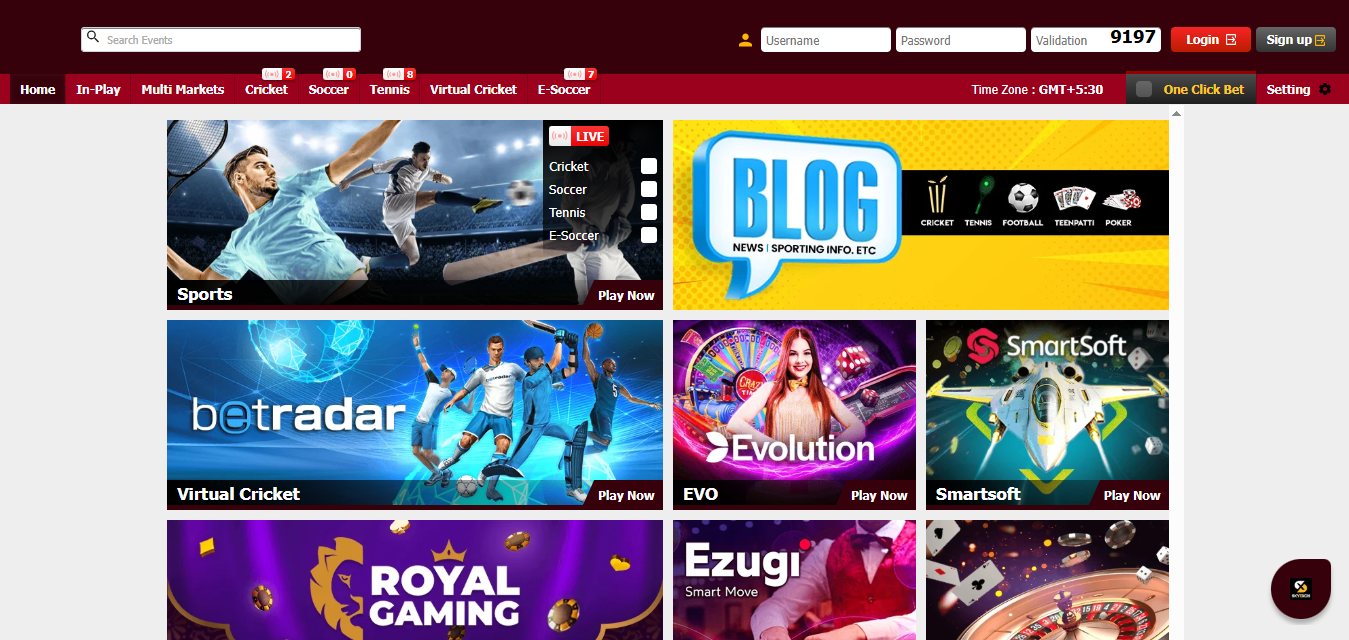 Search Events
Username
Password
Validation 9197
Login
Sign up
2
0
8
7
Home
In-Play
Multi Markets
Cricket
Soccer
Tennis
Virtual Cricket
E-Soccer
Time Zone : GMT+5:30
One Click Bet
Setting
LIVE
Cricket
Soccer
Tennis
E-Soccer
Sports
Play Now
BLOG
NEWS | SPORTING INFO. ETC
CRICKET
TENNIS
FOOTBALL
TEENPATTI
POKER
betradar
Virtual Cricket
Play Now
CRAZY
TIME
Evolution
EVO
Play Now
SmartSoft
Smartsoft
Play Now
ROYAL
GAMING
Ezugi
Smart Move